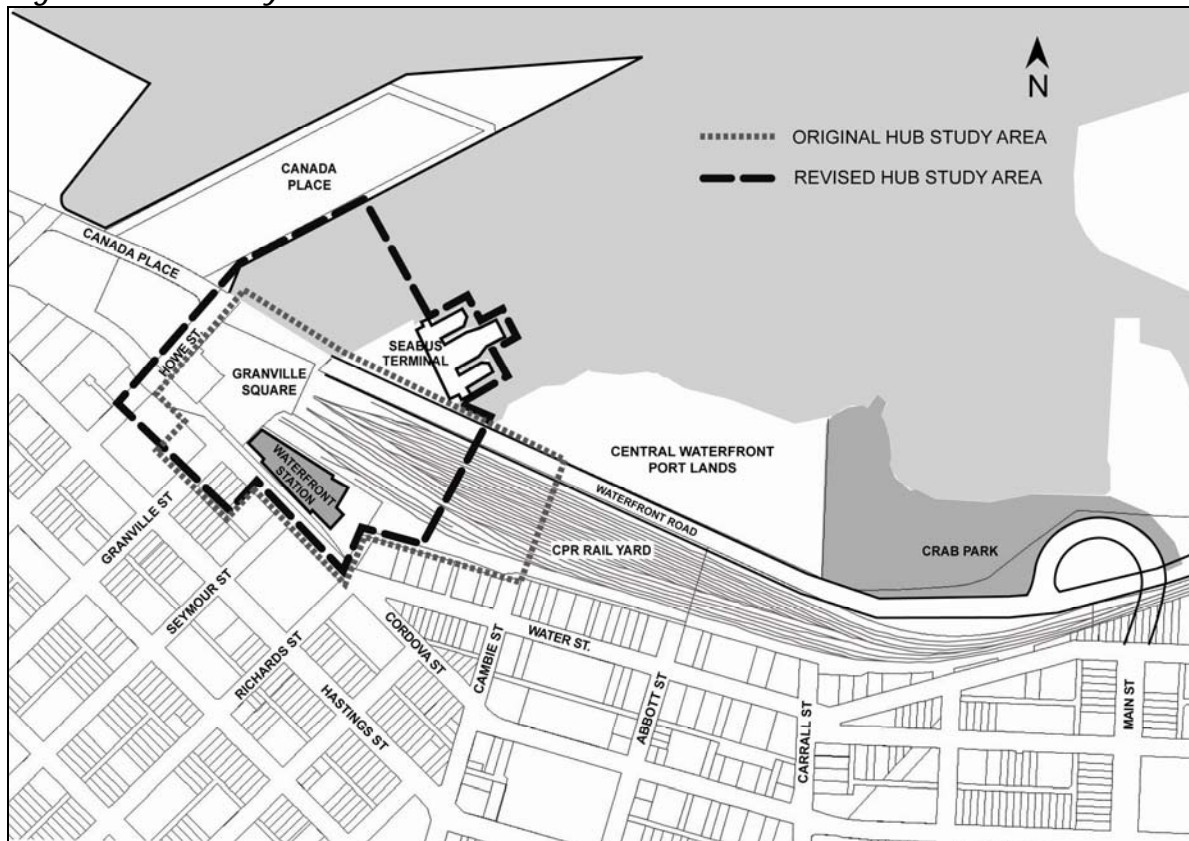 N
ORIGINAL HUB STUDY AREA
REVISED HUB STUDY AREA
CANADA
PLACE
CANADA PLACE
HOWE ST.
SEABUS
TERMINAL
GRANVILLE
SQUARE
WATERFRONT
STATION
CENTRAL WATERFRONT
PORT LANDS
WATERFRONT ROAD
CPR RAIL YARD
CRAB PARK
GRANVILLE ST
SEYMOUR ST
RICHARDS ST
HASTINGS ST
CORDOVA ST
CAMBIE ST
WATER ST.
ABBOTT ST
CARRALL ST
MAIN ST